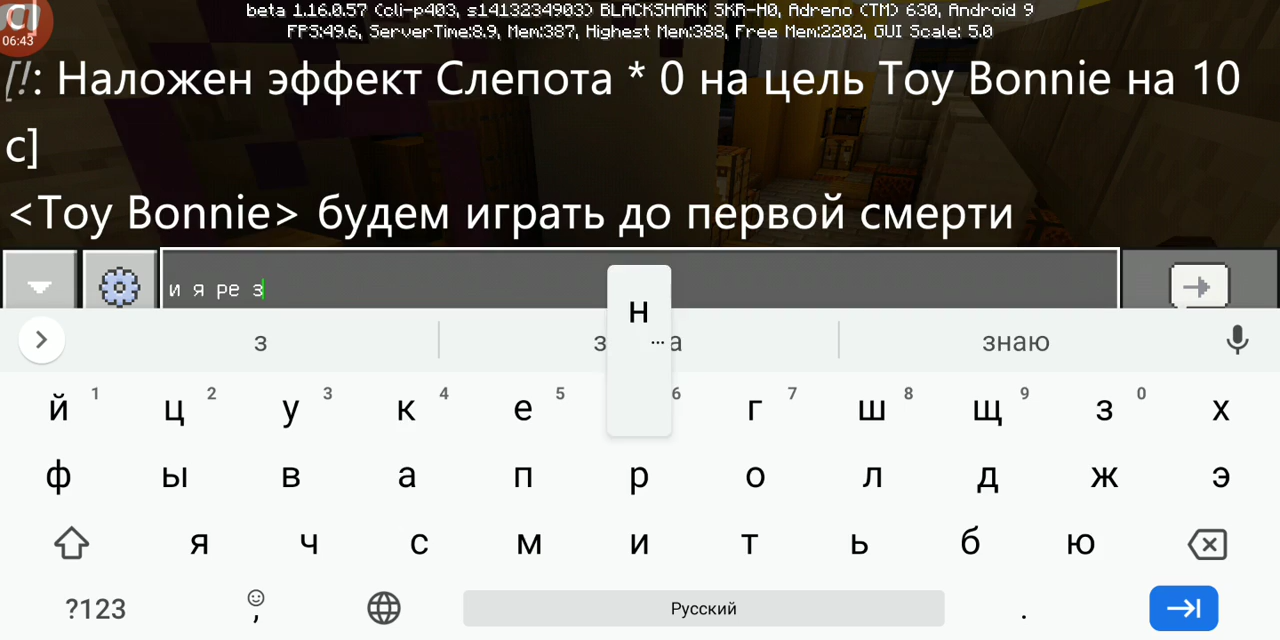 beta 1.16.0.57 (cli-p403, s1413234903) BLACKSHARK SKR-H0, Adreno (TM) 630, Android 9
FPS:49.6, ServerTime:8.9, Mem:387, Highest Mem:388, Free Mem:2202, GUI Scale: 5.0
06:43
[!: Наложен эффект Слепота * 0 на цель Toy Bonnie на 10
с]
<Toy Bonnie> будем играть до первой смерти
и я ре з
з знаю
н
й 1 ц 2 у 3 к 4 е 5 6 г 7 ш 8 щ 9 з 0 х
ф ы в а п р о л д ж э
я ч с м и т ь б ю
?123 , Русский .